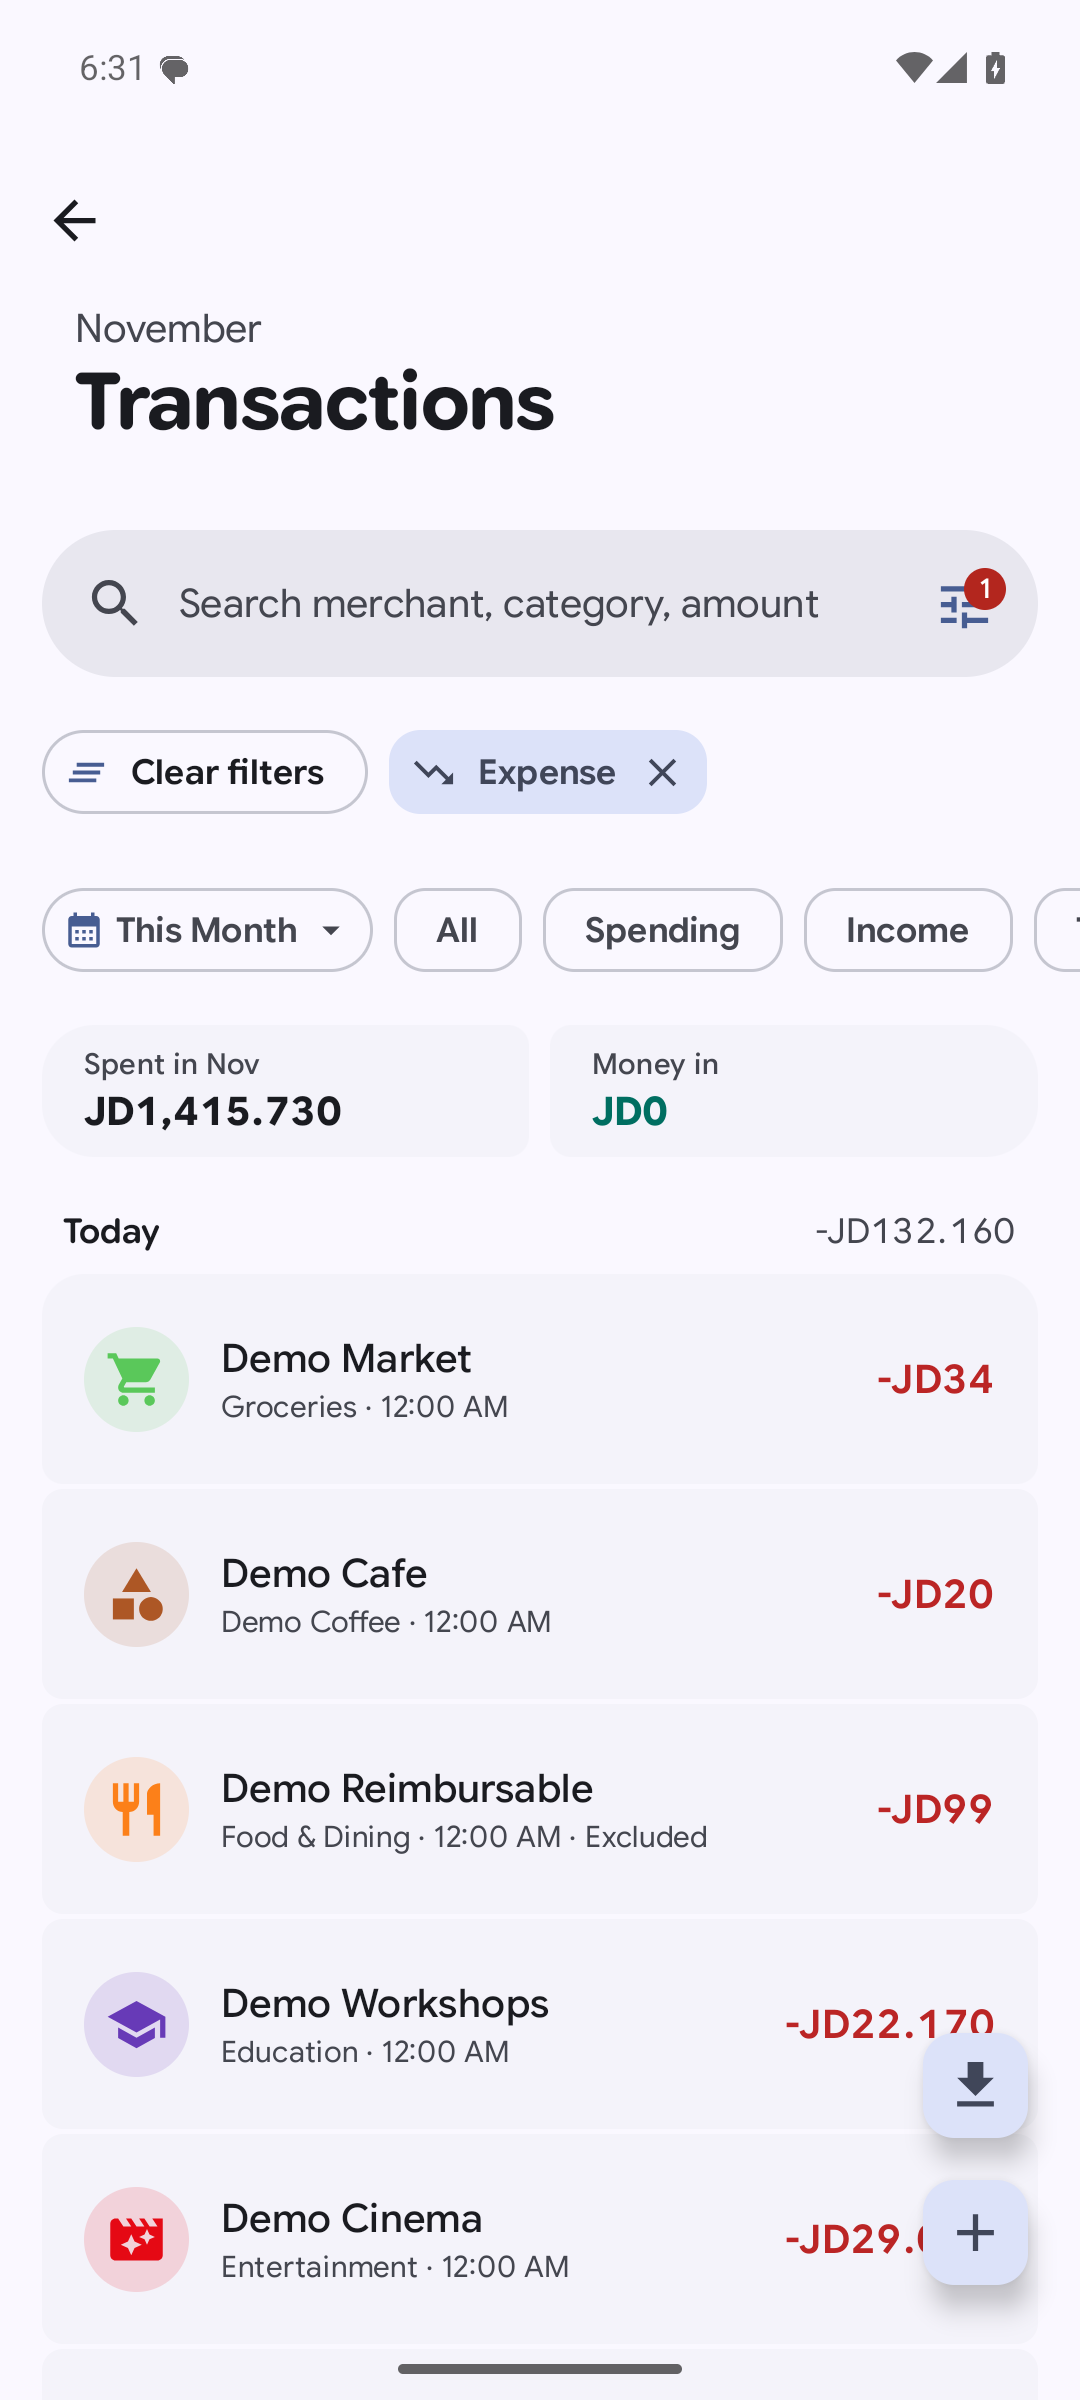 6:31
November
Transactions
Search merchant, category, amount
1
Clear filters
Expense
This Month
All
Spending
Income
Spent in Nov
JD1,415.730
Money in
JD0
Today
-JD132.160
Demo Market
Groceries · 12:00 AM
-JD34
Demo Cafe
Demo Coffee · 12:00 AM
-JD20
Demo Reimbursable
Food & Dining · 12:00 AM · Excluded
-JD99
Demo Workshops
Education · 12:00 AM
-JD22.170
Demo Cinema
Entertainment · 12:00 AM
-JD29.